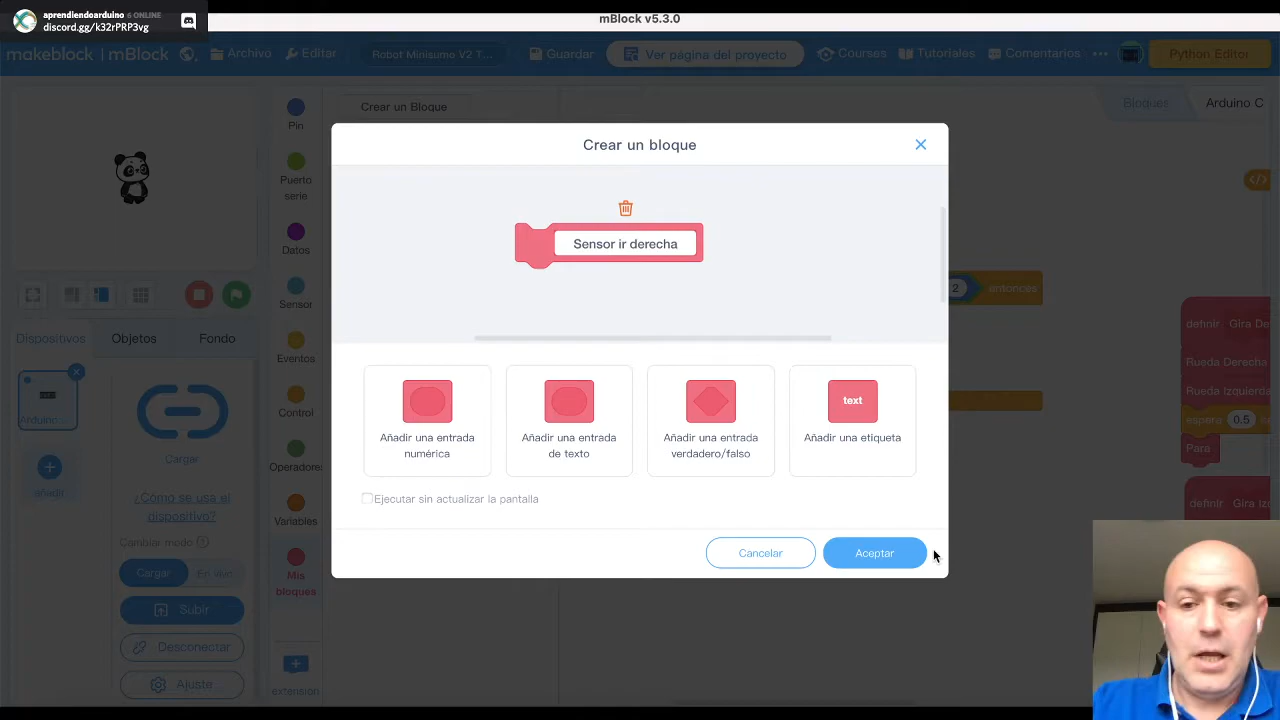 aprendiendoarduino 6 ONLINE
discord.gg/k32rPRP3vg
mBlock v5.3.0
makeblock | mBlock
Archivo
Editar
Robot Minisumo V2 T...
Guardar
Ver página del proyecto
Courses
Tutoriales
Comentarios
Python Editor
Crear un Bloque
Bloques
Arduino C
Pin
Puerto
serie
Datos
Sensor
Eventos
Control
Operadore
Variables
Mis
bloques
extension
Dispositivos
Objetos
Fondo
Arduino ...
añadir
Cargar
¿Cómo se usa el
dispositivo?
Cambiar modo
Cargar
En vivo
Subir
Desconectar
Ajuste
Crear un bloque
Sensor ir derecha
Añadir una entrada
numérica
Añadir una entrada
de texto
Añadir una entrada
verdadero/falso
text
Añadir una etiqueta
Ejecutar sin actualizar la pantalla
Cancelar
Aceptar
2
entonces
definir Gira De
Rueda Derecha
Rueda Izquierda
espera 0.5
Para
definir Gira Iz